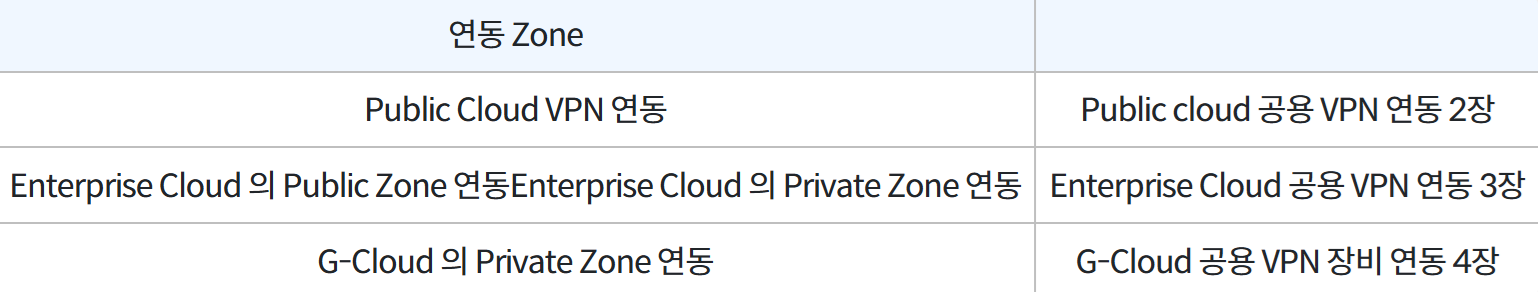 연동 Zone
Public Cloud VPN 연동 Public cloud 공용 VPN 연동 2장
Enterprise Cloud 의 Public Zone 연동Enterprise Cloud 의 Private Zone 연동 Enterprise Cloud 공용 VPN 연동 3장
G-Cloud 의 Private Zone 연동 G-Cloud 공용 VPN 장비 연동 4장